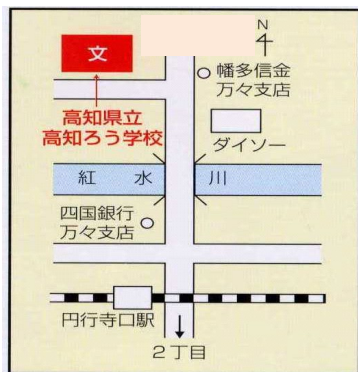 N
文
幡多信金
万々支店
高知県立
高知ろう学校
ダイソー
紅水川
四国銀行
万々支店
円行寺口駅
2丁目